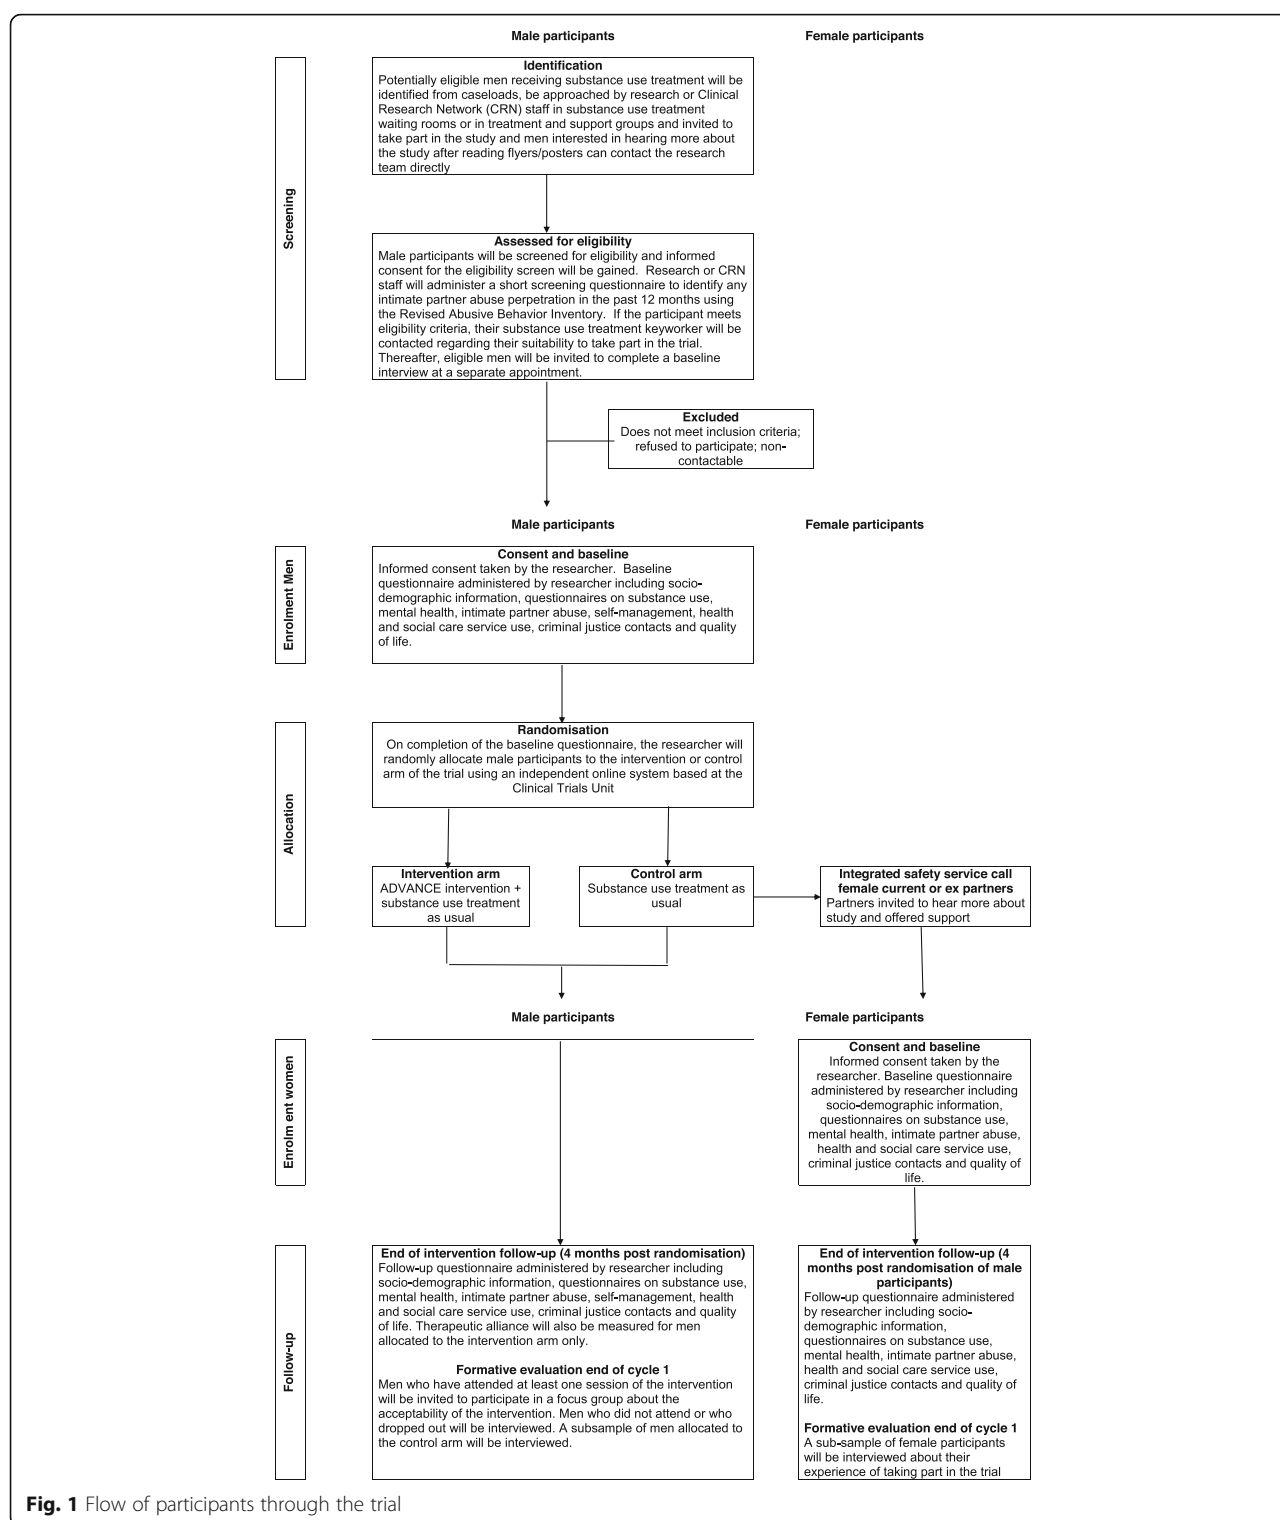 Male participants
Female participants
Screening
Identification
Potentially eligible men receiving substance use treatment will be
identified from caseloads, be approached by research or Clinical
Research Network (CRN) staff in substance use treatment
waiting rooms or in treatment and support groups and invited to
take part in the study and men interested in hearing more about
the study after reading flyers/posters can contact the research
team directly
Assessed for eligibility
Male participants will be screened for eligibility and informed
consent for the eligibility screen will be gained. Research or CRN
staff will administer a short screening questionnaire to identify any
intimate partner abuse perpetration in the past 12 months using
the Revised Abusive Behavior Inventory. If the participant meets
eligibility criteria, their substance use treatment keyworker will be
contacted regarding their suitability to take part in the trial.
Thereafter, eligible men will be invited to complete a baseline
interview at a separate appointment.
Excluded
Does not meet inclusion criteria;
refused to participate; non-
contactable
Male participants
Female participants
Enrolment Men
Consent and baseline
Informed consent taken by the researcher. Baseline
questionnaire administered by researcher including socio-
demographic information, questionnaires on substance use,
mental health, intimate partner abuse, self-management, health
and social care service use, criminal justice contacts and quality
of life.
Allocation
Randomisation
On completion of the baseline questionnaire, the researcher will
randomly allocate male participants to the intervention or control
arm of the trial using an independent online system based at the
Clinical Trials Unit
Intervention arm
ADVANCE intervention +
substance use treatment
as usual
Control arm
Substance use treatment as
usual
Integrated safety service call
female current or ex partners
Partners invited to hear more about
study and offered support
Male participants
Female participants
Enrolm ent women
Consent and baseline
Informed consent taken by the
researcher. Baseline questionnaire
administered by researcher including
socio-demographic information,
questionnaires on substance use,
mental health, intimate partner abuse,
health and social care service use,
criminal justice contacts and quality of
life.
Follow-up
End of intervention follow-up (4 months post randomisation)
Follow-up questionnaire administered by researcher including
socio-demographic information, questionnaires on substance use,
mental health, intimate partner abuse, self-management, health
and social care service use, criminal justice contacts and quality
of life. Therapeutic alliance will also be measured for men
allocated to the intervention arm only.
Formative evaluation end of cycle 1
Men who have attended at least one session of the intervention
will be invited to participate in a focus group about the
acceptability of the intervention. Men who did not attend or who
dropped out will be interviewed. A subsample of men allocated to
the control arm will be interviewed.
End of intervention follow-up (4
months post randomisation of male
participants)
Follow-up questionnaire administered
by researcher including socio-
demographic information,
questionnaires on substance use,
mental health, intimate partner abuse,
health and social care service use,
criminal justice contacts and quality of
life.
Formative evaluation end of cycle 1
A sub-sample of female participants
will be interviewed about their
experience of taking part in the trial
Fig. 1 Flow of participants through the trial